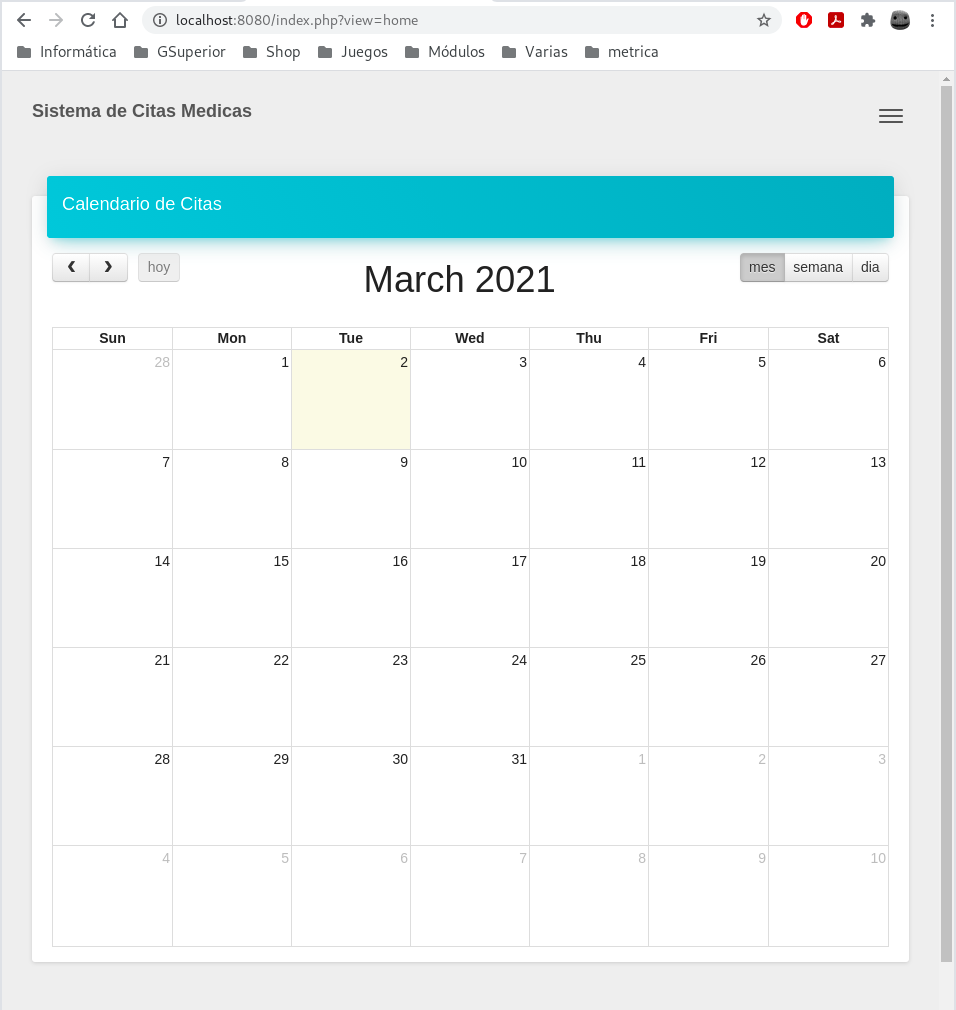 localhost:8080/index.php?view=home
Informática GSuperior Shop Juegos Módulos Varias metrica
Sistema de Citas Medicas
Calendario de Citas
hoy March 2021 mes semana dia
Sun Mon Tue Wed Thu Fri Sat
28 1 2 3 4 5 6
7 8 9 10 11 12 13
14 15 16 17 18 19 20
21 22 23 24 25 26 27
28 29 30 31 1 2 3
4 5 6 7 8 9 10